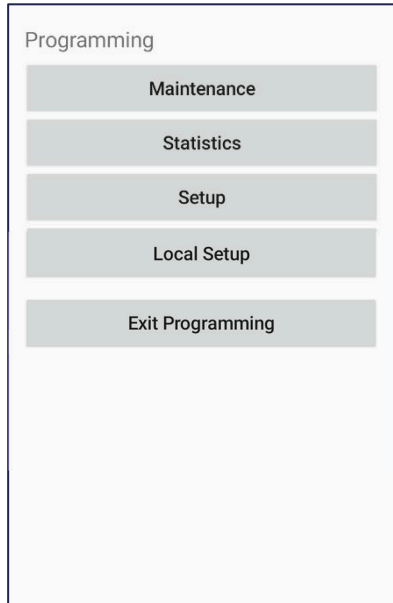 Programming
Maintenance
Statistics
Setup
Local Setup
Exit Programming